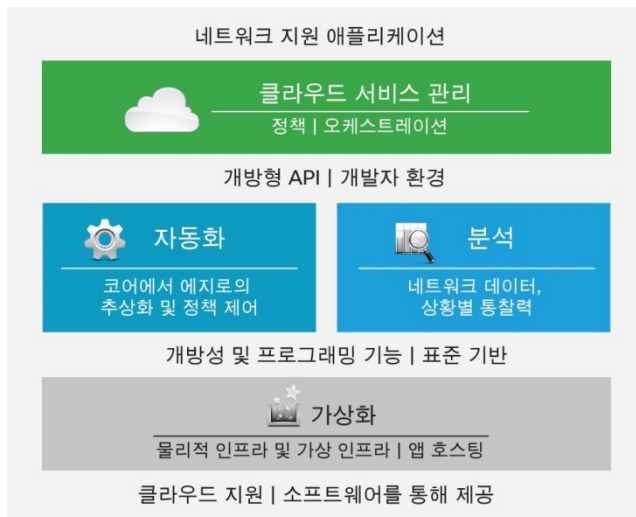 네트워크 지원 애플리케이션
클라우드 서비스 관리
정책 | 오케스트레이션
개방형 API | 개발자 환경
자동화
코어에서 에지로의
추상화 및 정책 제어
분석
네트워크 데이터,
상황별 통찰력
개방성 및 프로그래밍 기능 | 표준 기반
가상화
물리적 인프라 및 가상 인프라 | 앱 호스팅
클라우드 지원 | 소프트웨어를 통해 제공